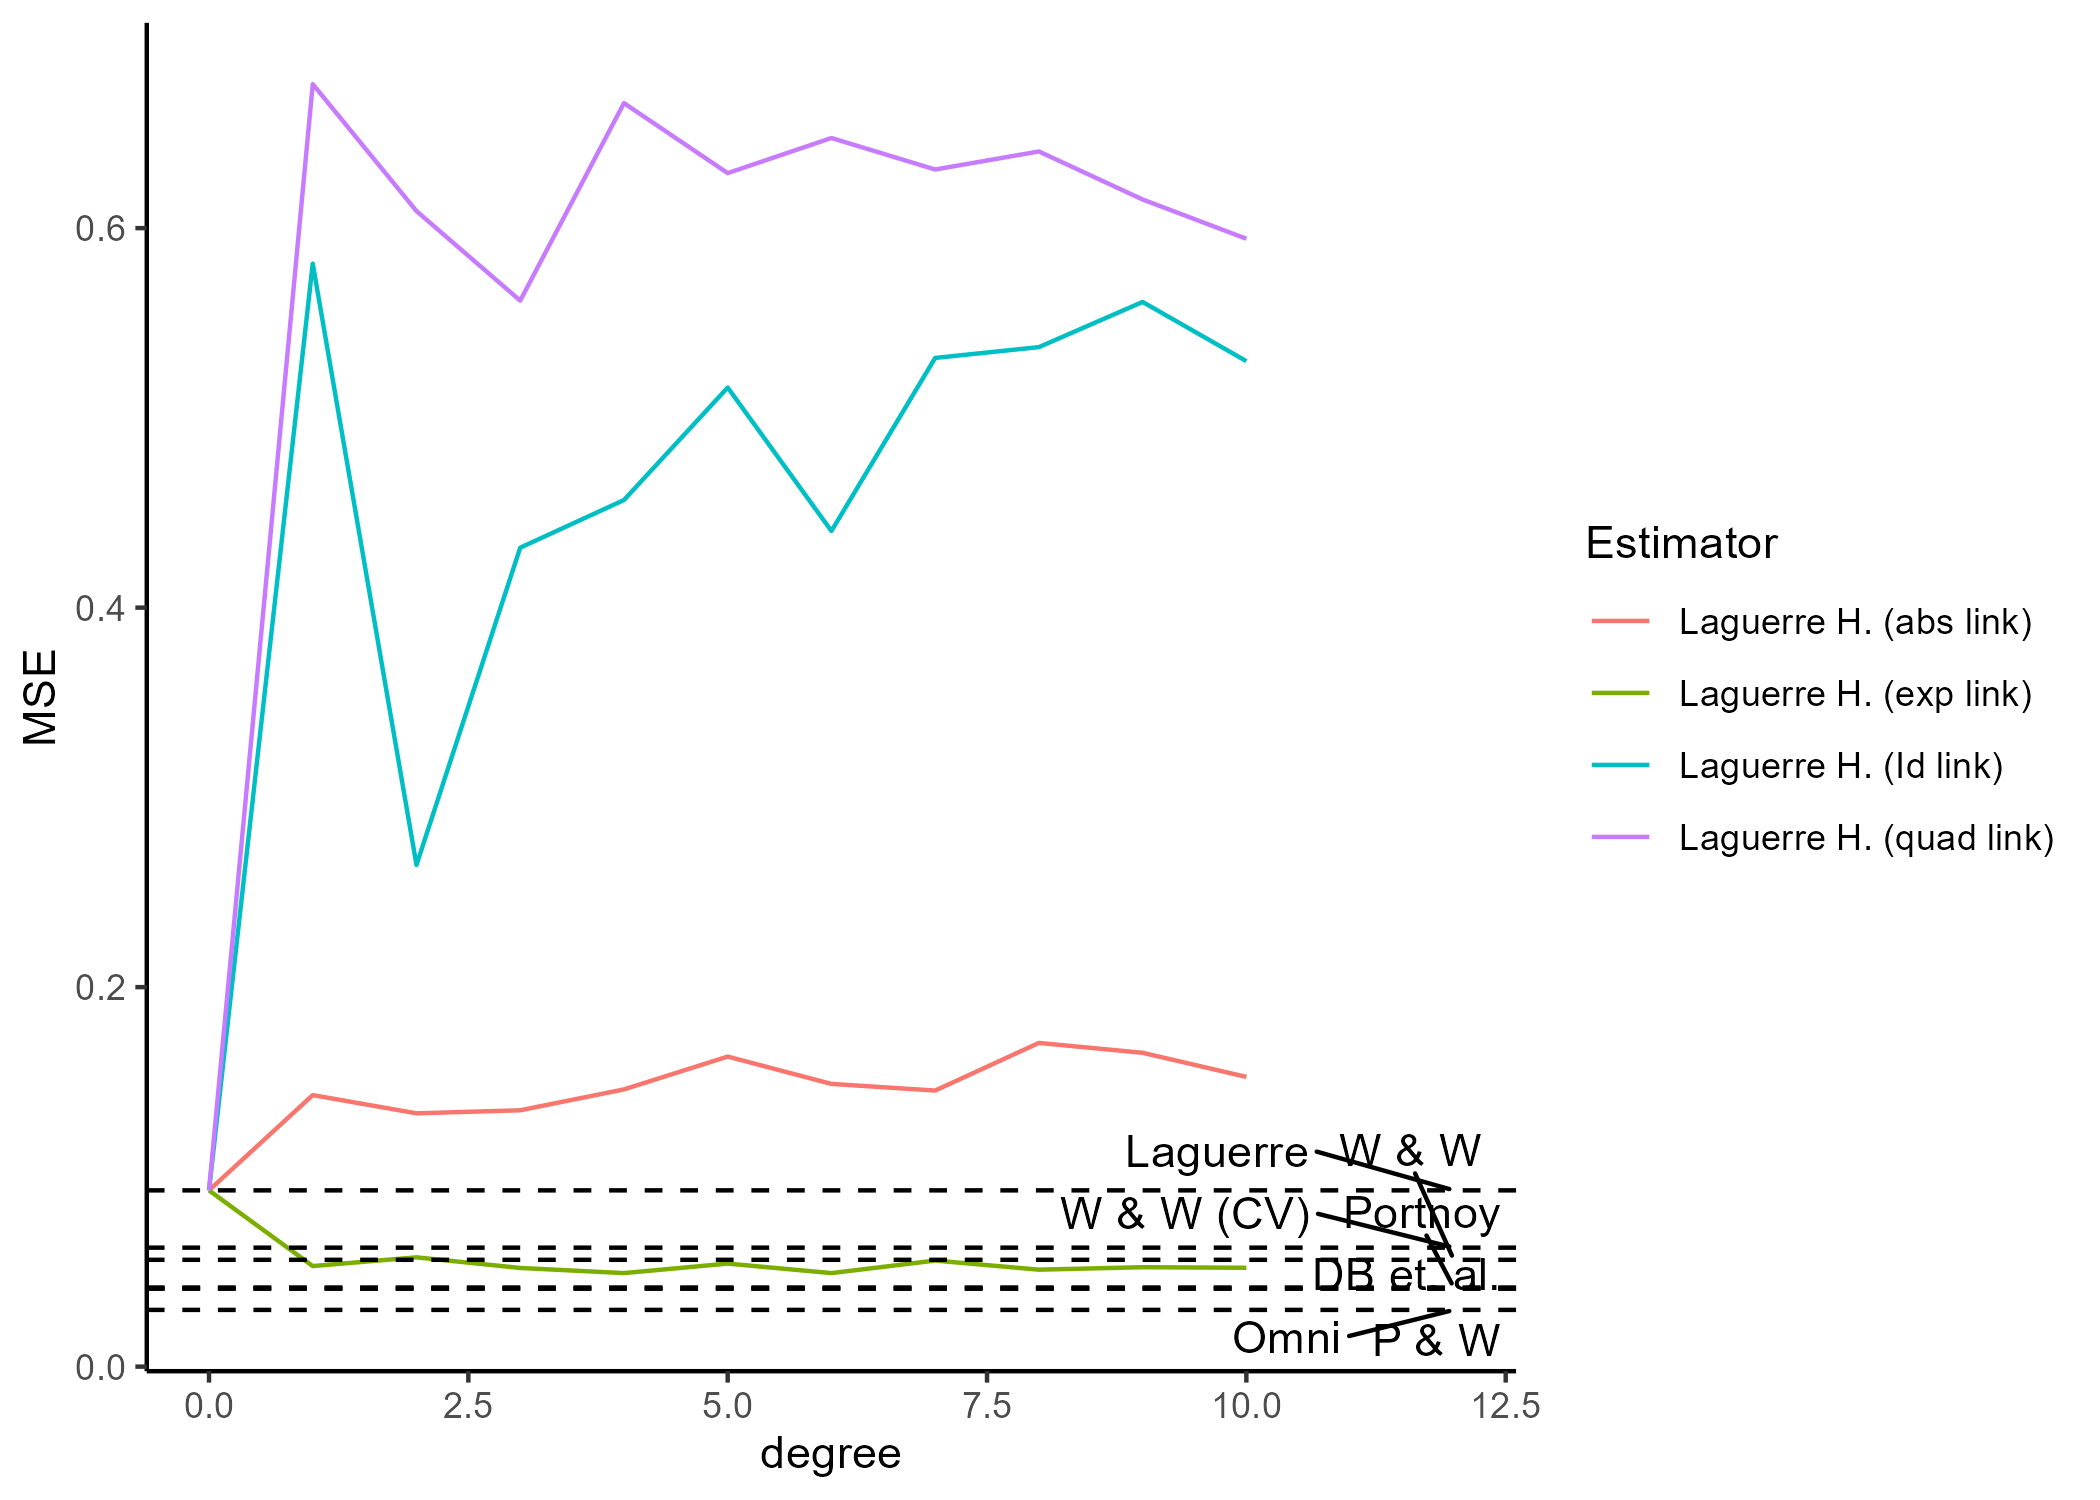 0.6
0.4
0.2
0.0
MSE
0.0
2.5
5.0
7.5
10.0
12.5
degree
Laguerre
W & W
W & W (CV)
Portnoy
DB et. al.
Omni
P & W
Estimator
Laguerre H. (abs link)
Laguerre H. (exp link)
Laguerre H. (Id link)
Laguerre H. (quad link)